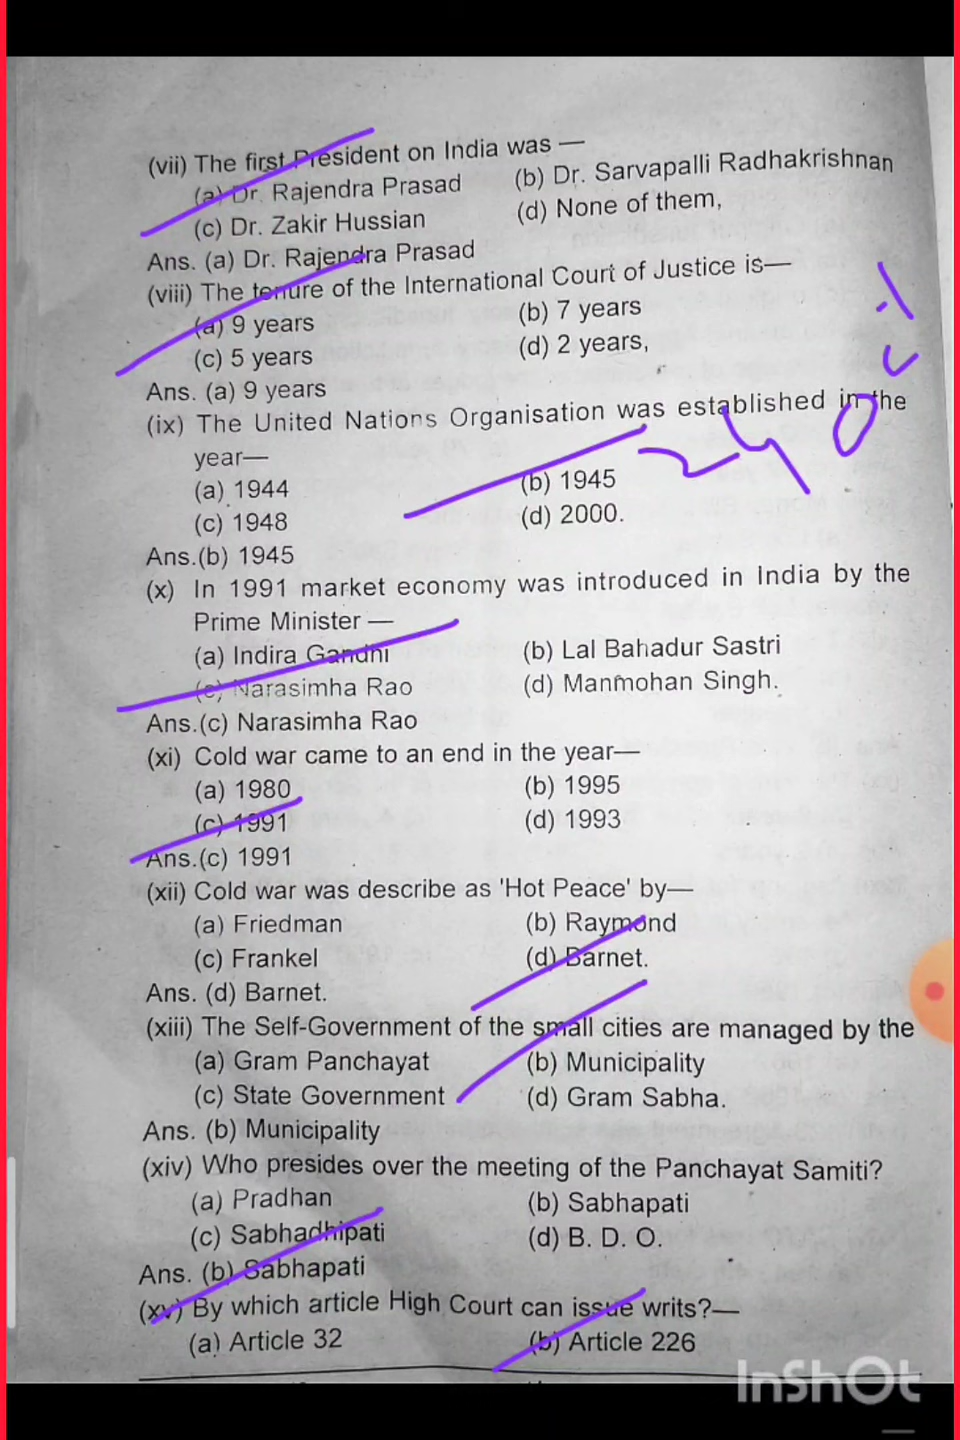 (vii) The first President on India was —
(a) Dr. Rajendra Prasad (b) Dr. Sarvapalli Radhakrishnan
(c) Dr. Zakir Hussian (d) None of them,
Ans. (a) Dr. Rajendra Prasad
(viii) The tenure of the International Court of Justice is—
(a) 9 years (b) 7 years
(c) 5 years (d) 2 years,
Ans. (a) 9 years
(ix) The United Nations Organisation was established in the
year—
(a) 1944 (b) 1945
(c) 1948 (d) 2000.
Ans.(b) 1945
(x) In 1991 market economy was introduced in India by the
Prime Minister —
(a) Indira Gandhi (b) Lal Bahadur Sastri
(c) Narasimha Rao (d) Manmohan Singh.
Ans.(c) Narasimha Rao
(xi) Cold war came to an end in the year—
(a) 1980 (b) 1995
(c) 1991 (d) 1993
Ans.(c) 1991
(xii) Cold war was describe as 'Hot Peace' by—
(a) Friedman (b) Raymond
(c) Frankel (d) Barnet.
Ans. (d) Barnet.
(xiii) The Self-Government of the small cities are managed by the
(a) Gram Panchayat (b) Municipality
(c) State Government (d) Gram Sabha.
Ans. (b) Municipality
(xiv) Who presides over the meeting of the Panchayat Samiti?
(a) Pradhan (b) Sabhapati
(c) Sabhadhipati (d) B. D. O.
Ans. (b) Sabhapati
(xv) By which article High Court can issue writs?—
(a) Article 32 (b) Article 226
InShOt